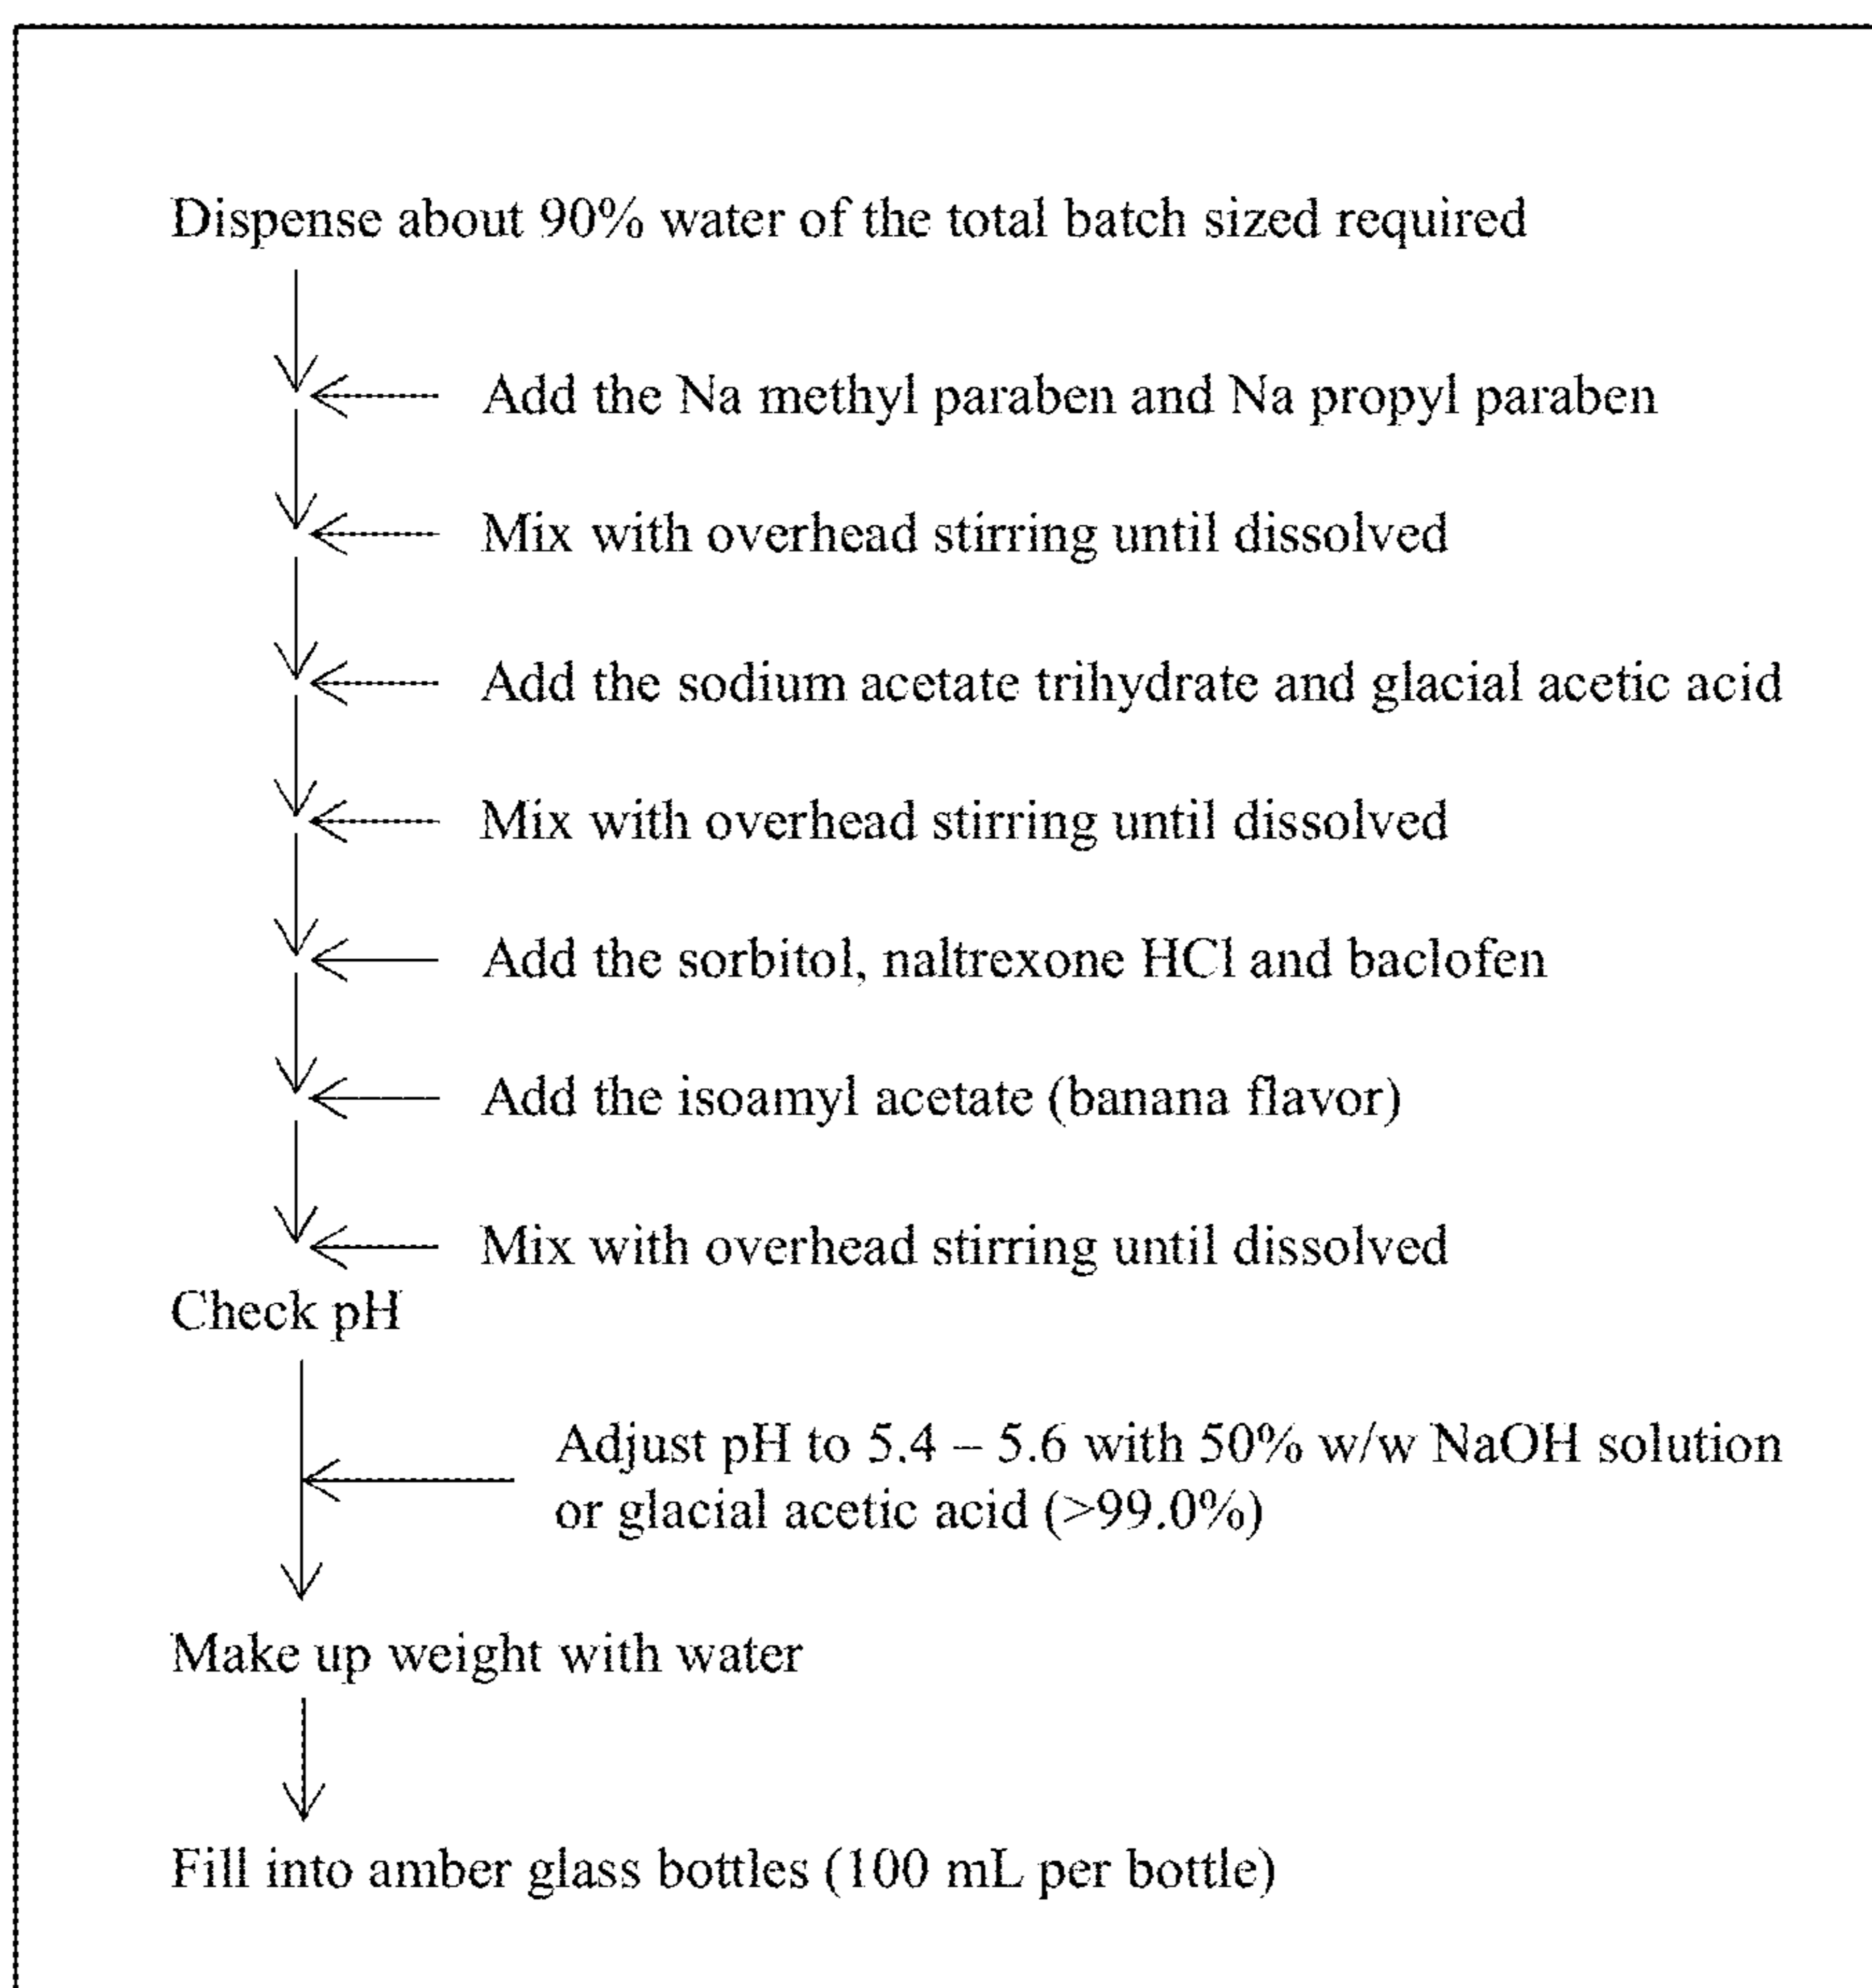 Dispense about 90% water of the total batch sized required
Add the Na methyl paraben and Na propyl paraben
Mix with overhead stirring until dissolved
Add the sodium acetate trihydrate and glacial acetic acid
Mix with overhead stirring until dissolved
Add the sorbitol, naltrexone HCl and baclofen
Add the isoamyl acetate (banana flavor)
Mix with overhead stirring until dissolved
Check pH
Adjust pH to 5.4 – 5.6 with 50% w/w NaOH solution
or glacial acetic acid (>99.0%)
Make up weight with water
Fill into amber glass bottles (100 mL per bottle)